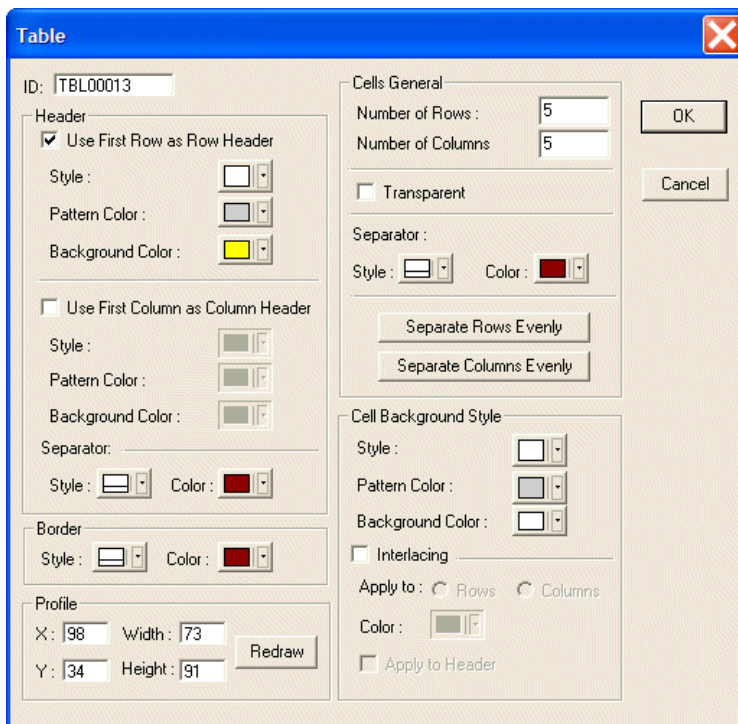 Table
ID: TBL00013
Header
Use First Row as Row Header
Style :
Pattern Color :
Background Color :
Use First Column as Column Header
Style :
Pattern Color :
Background Color :
Separator:
Style : Color :
Border
Style : Color :
Profile
X : 98 Width : 73
Y : 34 Height : 91
Redraw
Cells General
Number of Rows : 5
Number of Columns 5
Transparent
Separator :
Style : Color :
Separate Rows Evenly
Separate Columns Evenly
Cell Background Style
Style :
Pattern Color :
Background Color :
Interlacing
Apply to : Rows Columns
Color :
Apply to Header
OK
Cancel